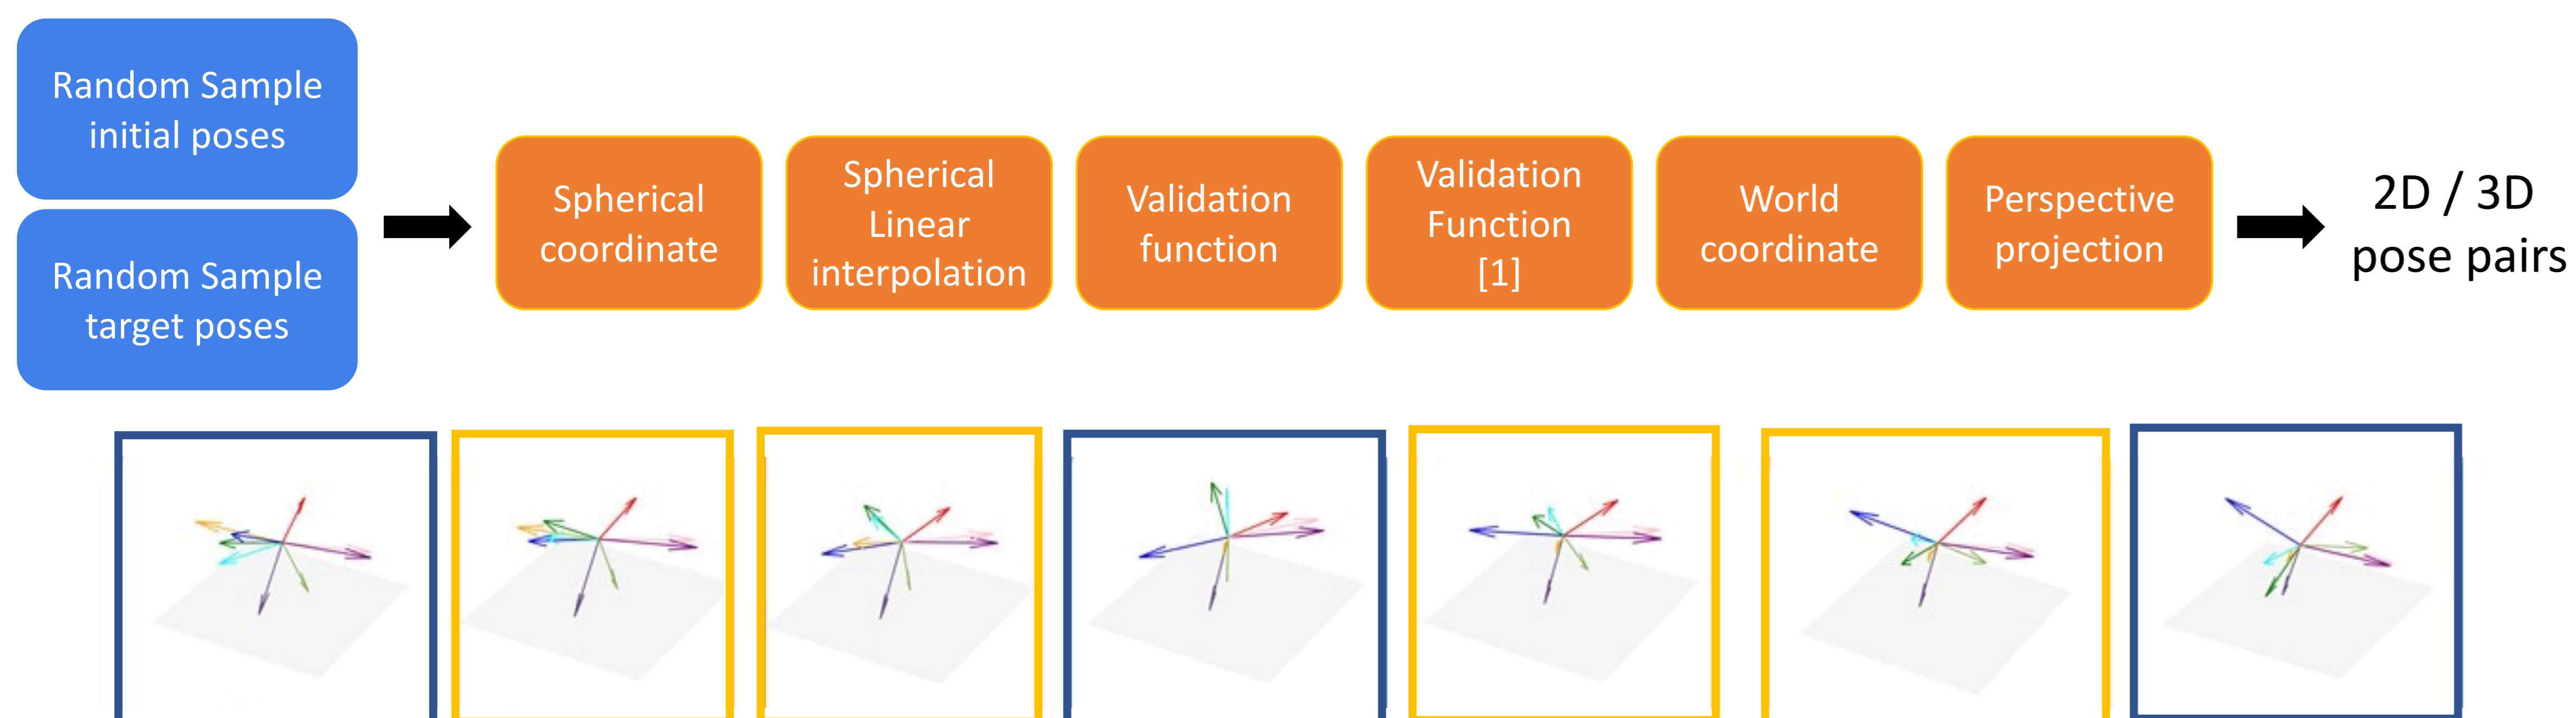 Random Sample
initial poses
Random Sample
target poses
Spherical
coordinate
Spherical
Linear
interpolation
Validation
function
Validation
Function
[1]
World
coordinate
Perspective
projection
2D / 3D
pose pairs